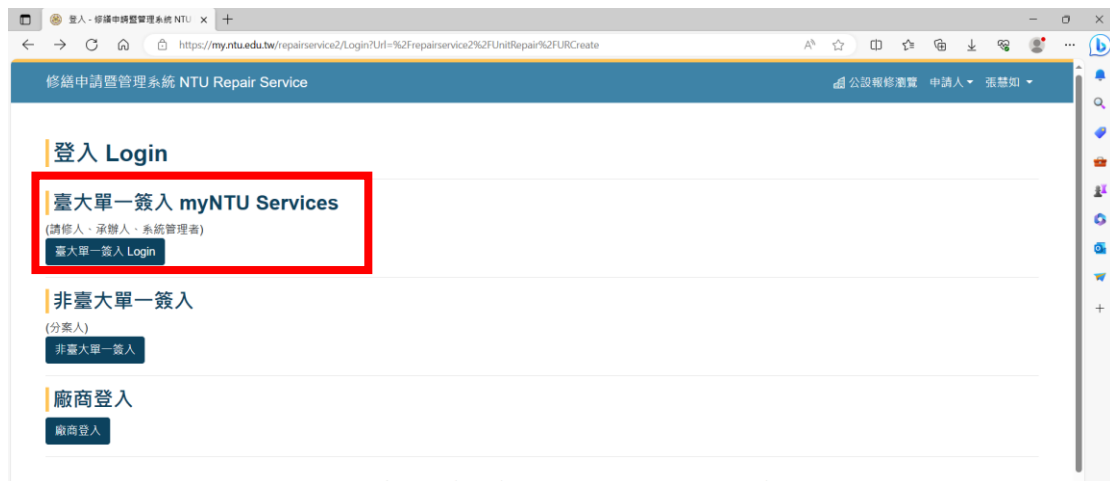 登入 - 修繕申請暨管理系統 NTU
https://my.ntu.edu.tw/repairservice2/Login?Url=%2Frepairservice2%2FUnitRepair%2FURCreate
修繕申請暨管理系統 NTU Repair Service
公設報修瀏覽 申請人 張慧如
登入 Login
臺大單一簽入 myNTU Services
(請修人、承辦人、系統管理者)
臺大單一簽入 Login
非臺大單一簽入
(分案人)
非臺大單一簽入
廠商登入
廠商登入